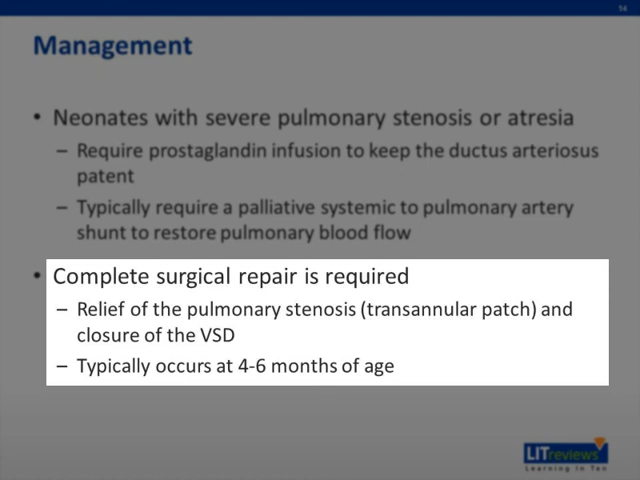 14
Management
• Neonates with severe pulmonary stenosis or atresia
– Require prostaglandin infusion to keep the ductus arteriosus
patent
– Typically require a palliative systemic to pulmonary artery
shunt to restore pulmonary blood flow
• Complete surgical repair is required
– Relief of the pulmonary stenosis (transannular patch) and
closure of the VSD
– Typically occurs at 4-6 months of age
LITreviews
Learning In Ten